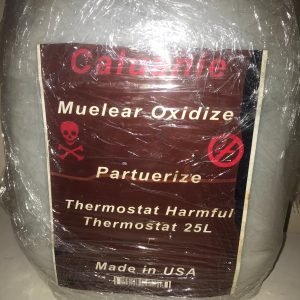 Caluanie
Muelear Oxidize
Partuerize
Thermostat Harmful
Thermostat 25L
Made in USA